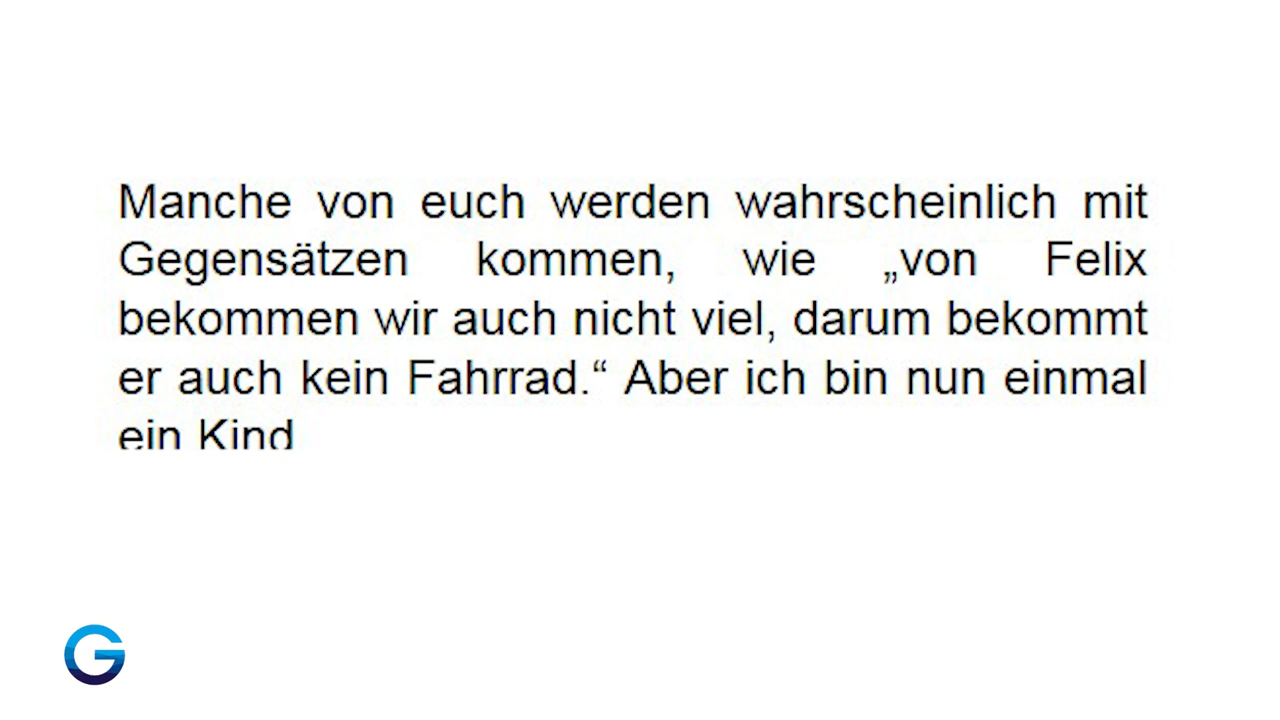 Manche von euch werden wahrscheinlich mit
Gegensätzen kommen, wie „von Felix
bekommen wir auch nicht viel, darum bekommt
er auch kein Fahrrad.“ Aber ich bin nun einmal
ein Kind
G